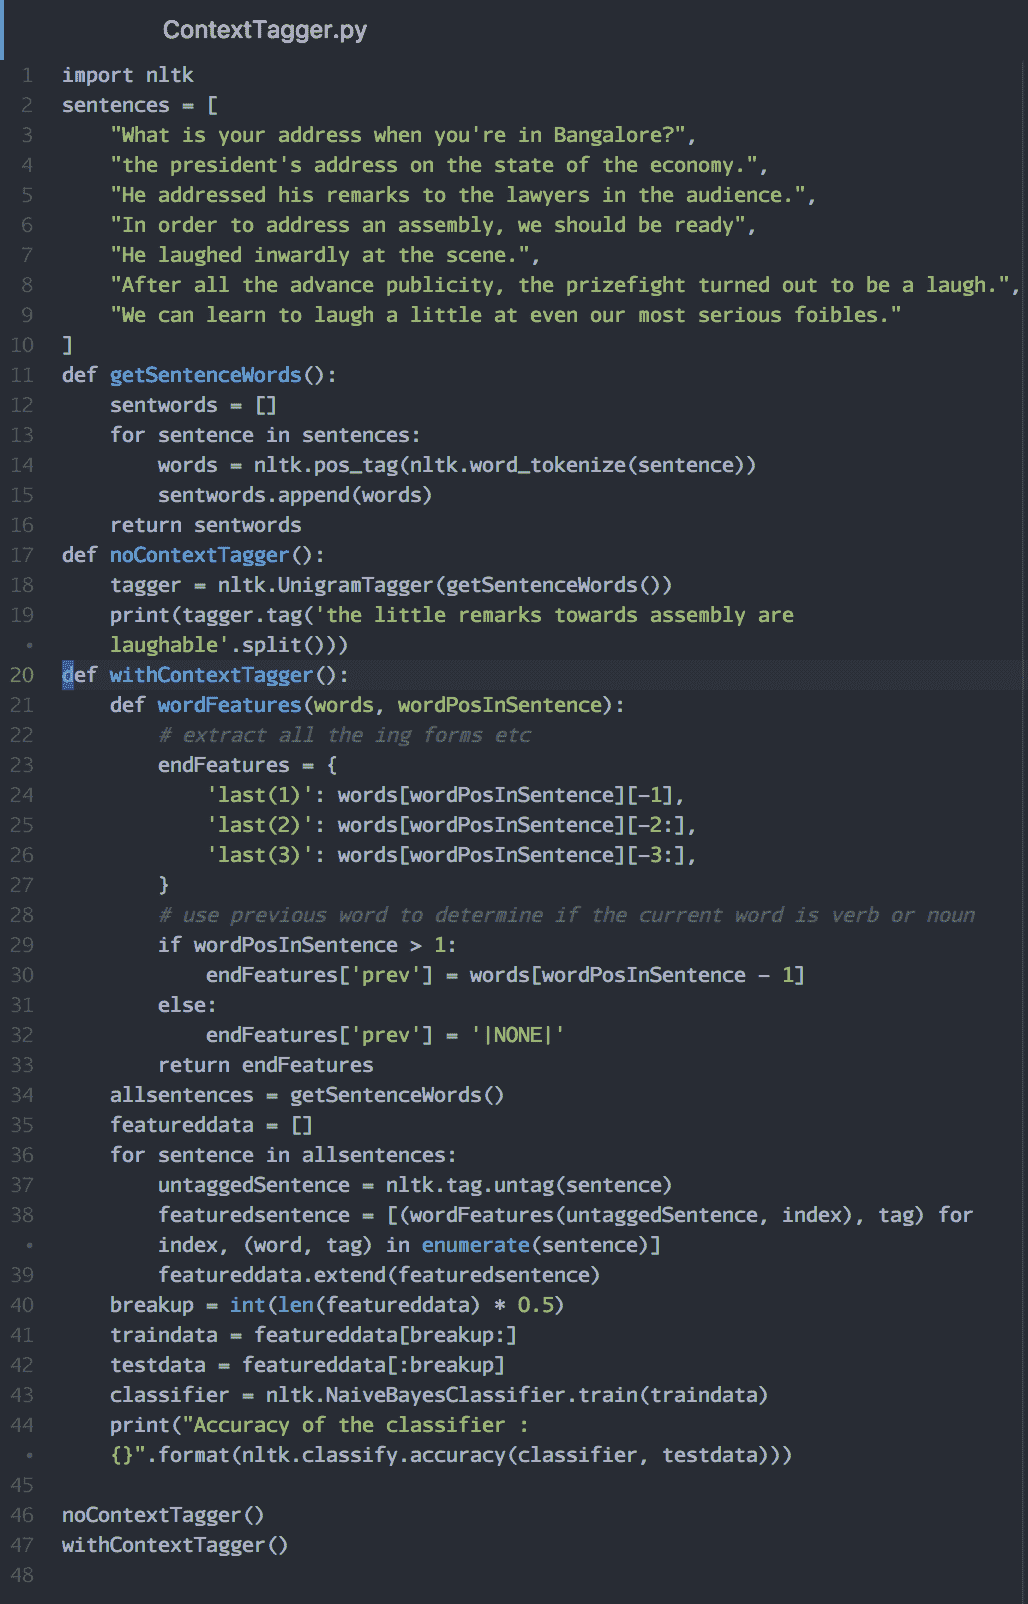 ContextTagger.py
1 import nltk
2 sentences = [
3     "What is your address when you're in Bangalore?",
4     "the president's address on the state of the economy.",
5     "He addressed his remarks to the lawyers in the audience.",
6     "In order to address an assembly, we should be ready",
7     "He laughed inwardly at the scene.",
8     "After all the advance publicity, the prizefight turned out to be a laugh.",
9     "We can learn to laugh a little at even our most serious foibles."
10 ]
11 def getSentenceWords():
12     sentwords = []
13     for sentence in sentences:
14         words = nltk.pos_tag(nltk.word_tokenize(sentence))
15         sentwords.append(words)
16     return sentwords
17 def noContextTagger():
18     tagger = nltk.UnigramTagger(getSentenceWords())
19     print(tagger.tag('the little remarks towards assembly are
•     laughable'.split()))
20 def withContextTagger():
21     def wordFeatures(words, wordPosInSentence):
22         # extract all the ing forms etc
23         endFeatures = {
24             'last(1)': words[wordPosInSentence][-1],
25             'last(2)': words[wordPosInSentence][-2:],
26             'last(3)': words[wordPosInSentence][-3:],
27         }
28         # use previous word to determine if the current word is verb or noun
29         if wordPosInSentence > 1:
30             endFeatures['prev'] = words[wordPosInSentence - 1]
31         else:
32             endFeatures['prev'] = '|NONE|'
33         return endFeatures
34     allsentences = getSentenceWords()
35     featureddata = []
36     for sentence in allsentences:
37         untaggedSentence = nltk.tag.untag(sentence)
38         featuredsentence = [(wordFeatures(untaggedSentence, index), tag) for
•         index, (word, tag) in enumerate(sentence)]
39         featureddata.extend(featuredsentence)
40     breakup = int(len(featureddata) * 0.5)
41     traindata = featureddata[breakup:]
42     testdata = featureddata[:breakup]
43     classifier = nltk.NaiveBayesClassifier.train(traindata)
44     print("Accuracy of the classifier :
•     {}".format(nltk.classify.accuracy(classifier, testdata)))
45
46 noContextTagger()
47 withContextTagger()
48